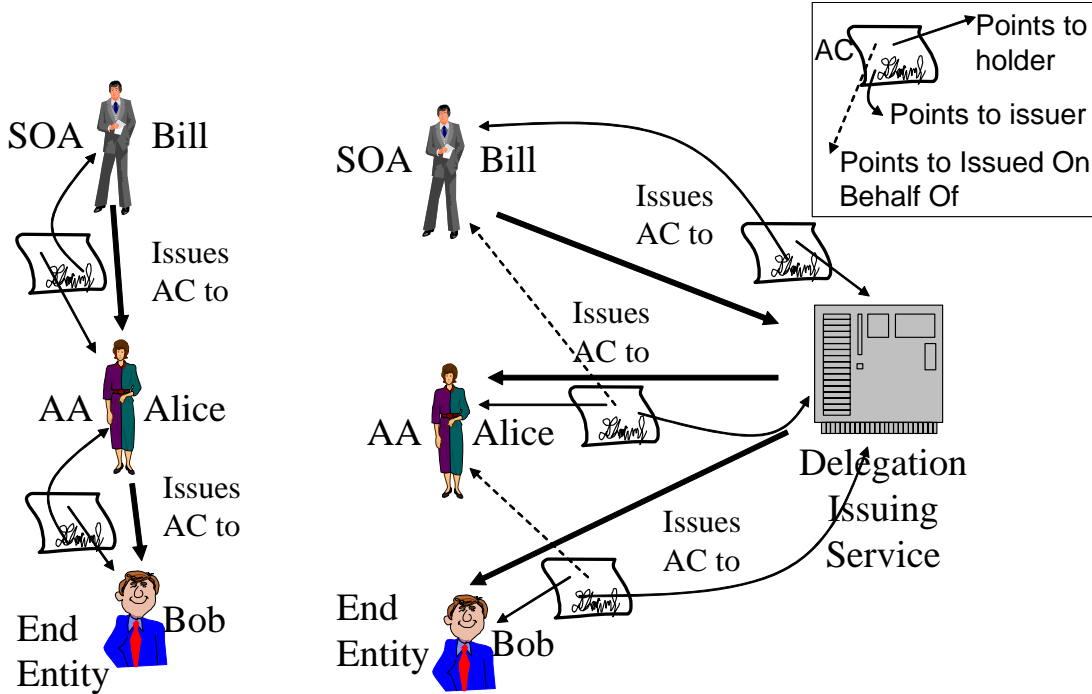 SOA Bill
Issues
AC to
AA Alice
Issues
AC to
End
Entity
Bob
SOA Bill
Issues
AC to
Issues
AC to
AA Alice
Delegation
Issuing
Service
Issues
AC to
End
Entity
Bob
AC
Points to
holder
Points to issuer
Points to Issued On
Behalf Of